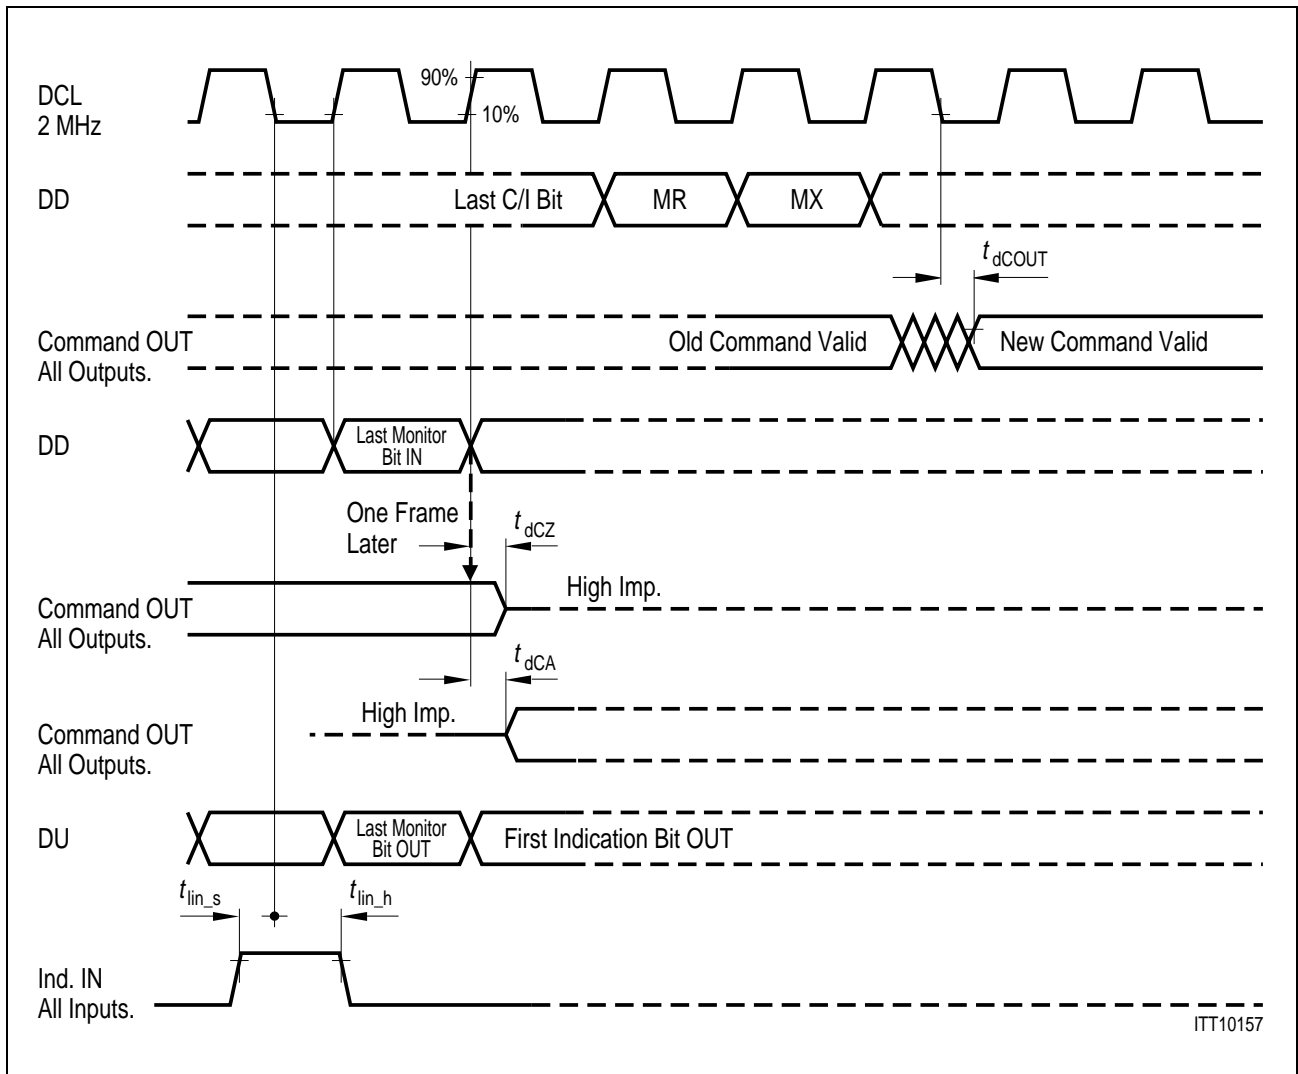 DCL
2 MHz
90%
10%
DD
Last C/I Bit
MR
MX
t dCOUT
Command OUT
All Outputs.
Old Command Valid
New Command Valid
DD
Last Monitor
Bit IN
One Frame
Later
t dCZ
High Imp.
Command OUT
All Outputs.
t dCA
High Imp.
Command OUT
All Outputs.
DU
Last Monitor
Bit OUT
First Indication Bit OUT
t lin_s
t lin_h
Ind. IN
All Inputs.
ITT10157